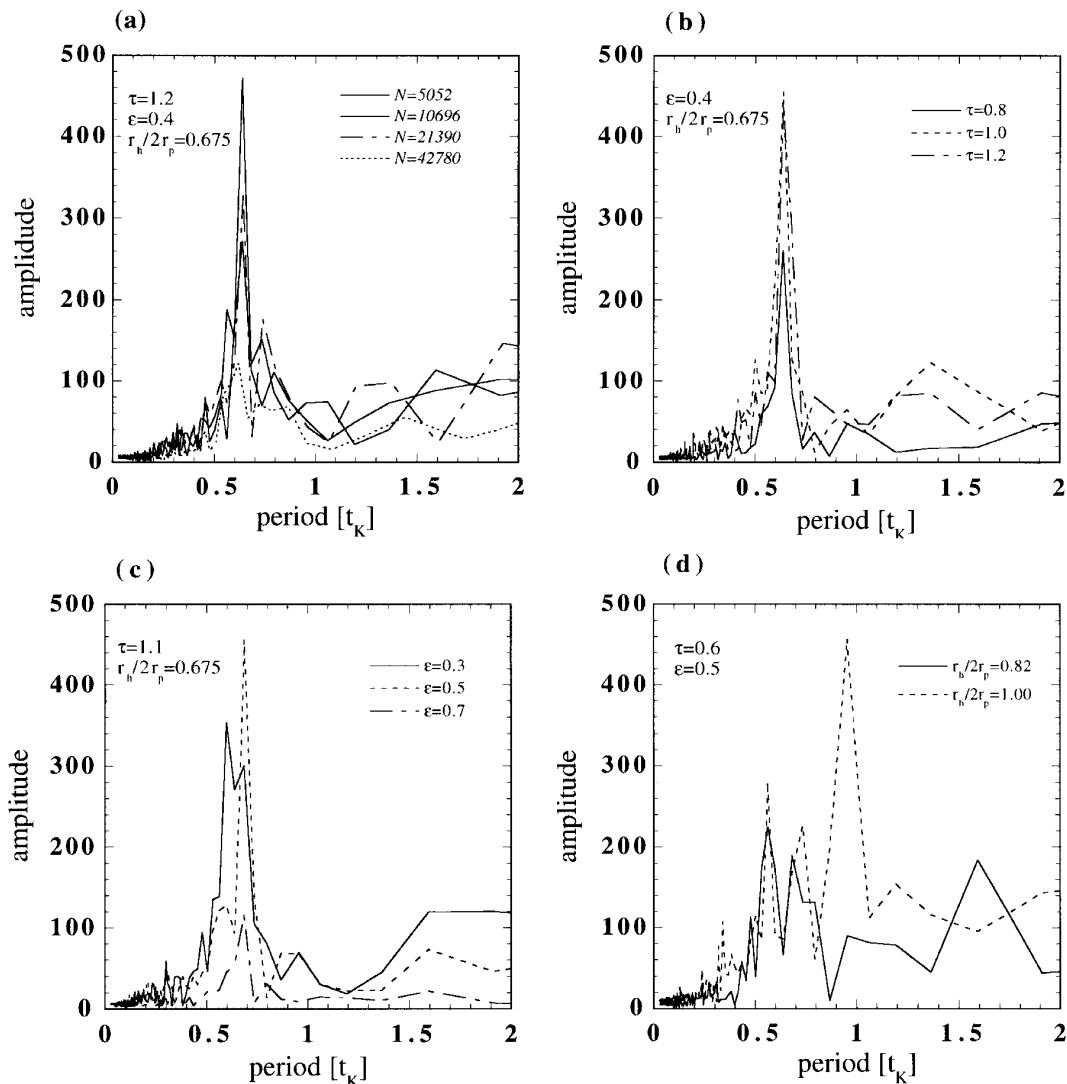 (a)
500
400
300
200
100
0
amplidude
τ=1.2
ε=0.4
r_h/2r_p=0.675
N=5052
N=10696
N=21390
N=42780
0 0.5 1 1.5 2
period [t_K]
(b)
500
400
300
200
100
0
amplitude
ε=0.4
r_h/2r_p=0.675
τ=0.8
τ=1.0
τ=1.2
0 0.5 1 1.5 2
period [t_K]
(c)
500
400
300
200
100
0
amplitude
τ=1.1
r_h/2r_p=0.675
ε=0.3
ε=0.5
ε=0.7
0 0.5 1 1.5 2
period [t_K]
(d)
500
400
300
200
100
0
amplitude
τ=0.6
ε=0.5
r_h/2r_p=0.82
r_h/2r_p=1.00
0 0.5 1 1.5 2
period [t_K]